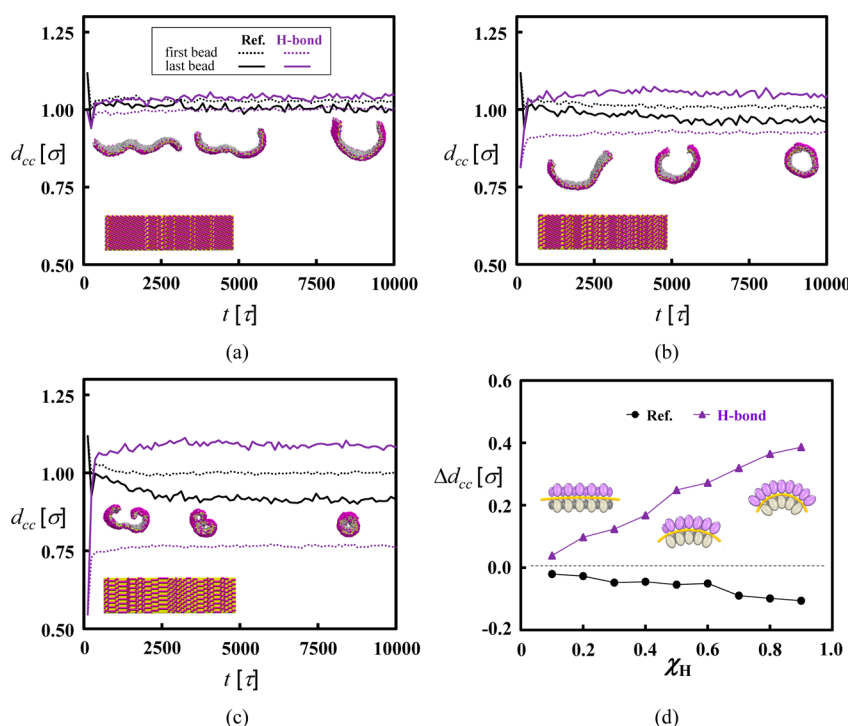 1.25
1.00
0.75
0.50
d_cc [σ]
Ref. H-bond
first bead
last bead
0 2500 5000 7500 10000
t [τ]
(a)
1.25
1.00
0.75
0.50
d_cc [σ]
0 2500 5000 7500 10000
t [τ]
(b)
1.25
1.00
0.75
0.50
d_cc [σ]
0 2500 5000 7500 10000
t [τ]
(c)
0.6
0.4
0.2
0.0
-0.2
Δd_cc [σ]
Ref. H-bond
0 0.2 0.4 0.6 0.8 1.0
χ_H
(d)